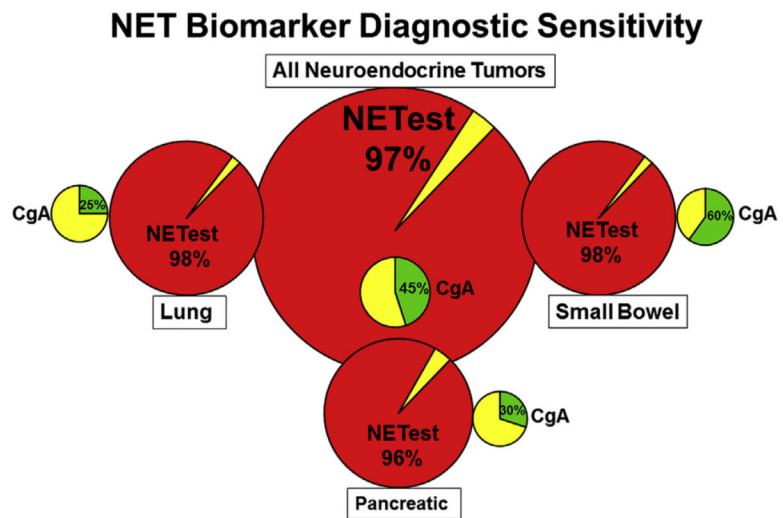 NET Biomarker Diagnostic Sensitivity
All Neuroendocrine Tumors
NETest
97%
CgA
25%
NETest
98%
Lung
45%
CgA
NETest
98%
Small Bowel
60%
CgA
NETest
96%
Pancreatic
30%
CgA